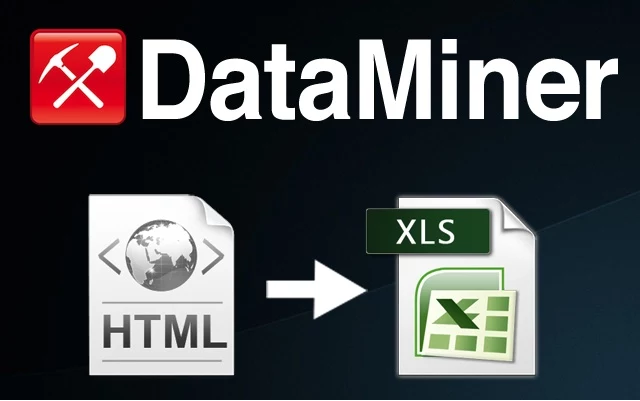 DataMiner
XLS
< >
HTML